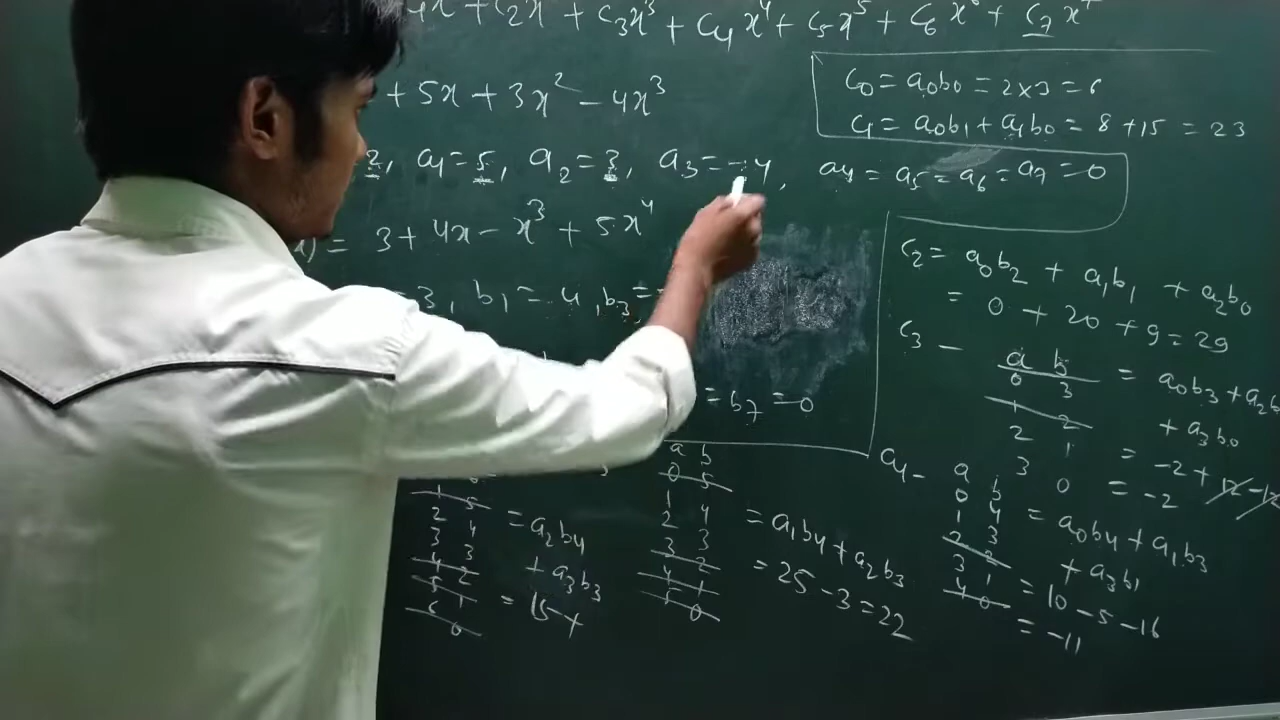 + C2x + C3x³ + C4x⁴ + C5x⁵ + C6x⁶ + C7x⁷
+ 5x + 3x² - 4x³
2, a1 = 5, a2 = 3, a3 = -4, a4 = a5 = a6 = a7 = 0
= 3 + 4x - x³ + 5x⁴
= 3, b1 = 4, b3 =
= b7 = 0
C0 = a0b0 = 2×3 = 6
C1 = a0b1 + a1b0 = 8 + 15 = 23
C2 = a0b2 + a1b1 + a2b0
= 0 + 20 + 9 = 29
C3 -
a b
0 3 = a0b3 + a2b
1 2 + a3b0
2 1 = -2 + 12 - 12
3 0 = -2
C4 -
a b
0 4 = a0b4 + a1b3
1 3 + a3b1
2 2
3 1 = 10 - 5 - 16
4 0 = -11
a b
0 5
1 4 = a1b4 + a2b3
2 3 = 25 - 3 = 22
3 2
4 1
5 0
1 5
2 4 = a2b4
3 3 + a3b3
4 2 = 15 +
5 1
6 0